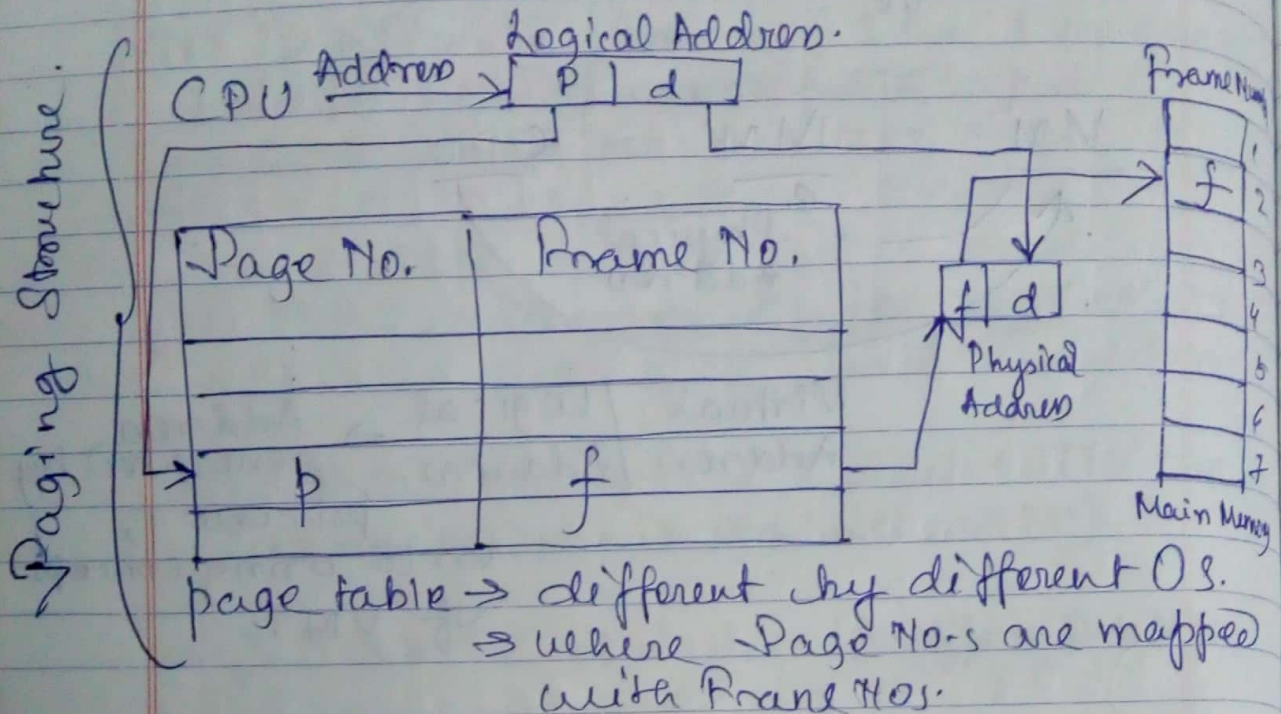 Paging Structure.
Logical Address.
CPU Address
p d
Frame Num
Page No. Frame No.
p f
f d
Physical
Address
f
1
2
3
4
5
6
7
Main Memory
page table → different by different OS.
→ where Page No-s are mapped
with Frame Nos.